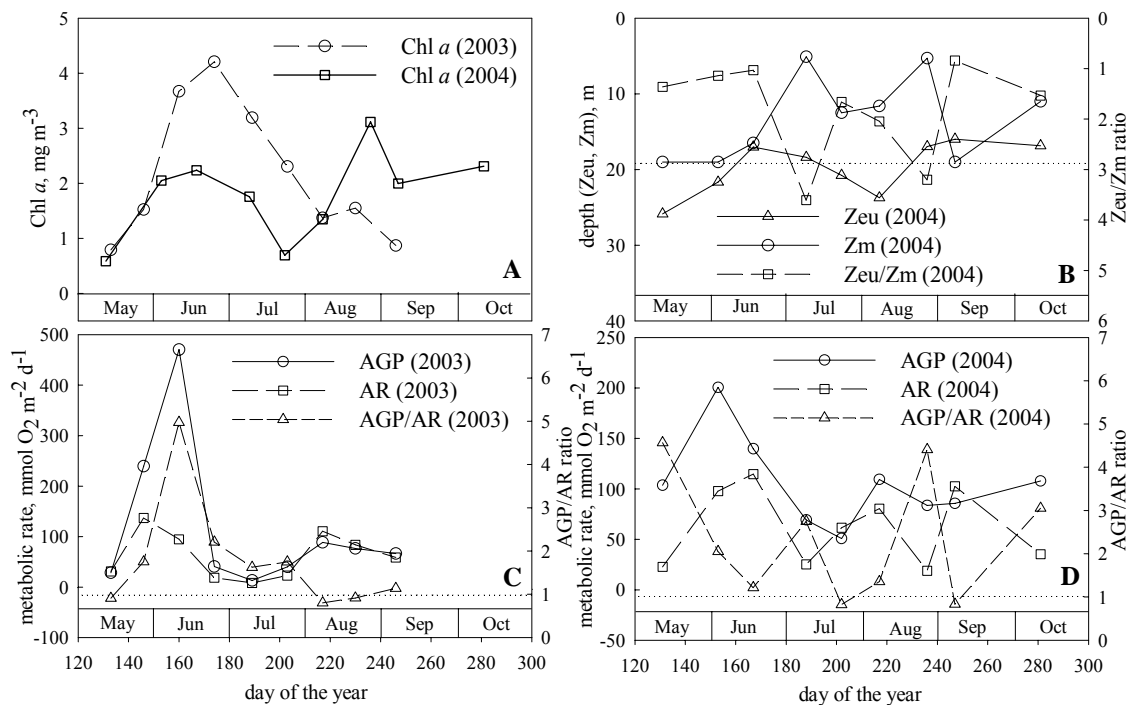 5
4
3
2
1
0
Chl a, mg m-3
Chl a (2003)
Chl a (2004)
A
May Jun Jul Aug Sep Oct
0
10
20
30
40
depth (Zeu, Zm), m
0
1
2
3
4
5
6
Zeu/Zm ratio
Zeu (2004)
Zm (2004)
Zeu/Zm (2004)
B
May Jun Jul Aug Sep Oct
500
400
300
200
100
0
-100
metabolic rate, mmol O2 m-2 d-1
7
6
5
4
3
2
1
0
AGP/AR ratio
AGP (2003)
AR (2003)
AGP/AR (2003)
C
May Jun Jul Aug Sep Oct
120 140 160 180 200 220 240 260 280 300
day of the year
250
200
150
100
50
0
-50
metabolic rate, mmol O2 m-2 d-1
7
6
5
4
3
2
1
0
AGP/AR ratio
AGP (2004)
AR (2004)
AGP/AR (2004)
D
May Jun Jul Aug Sep Oct
120 140 160 180 200 220 240 260 280 300
day of the year